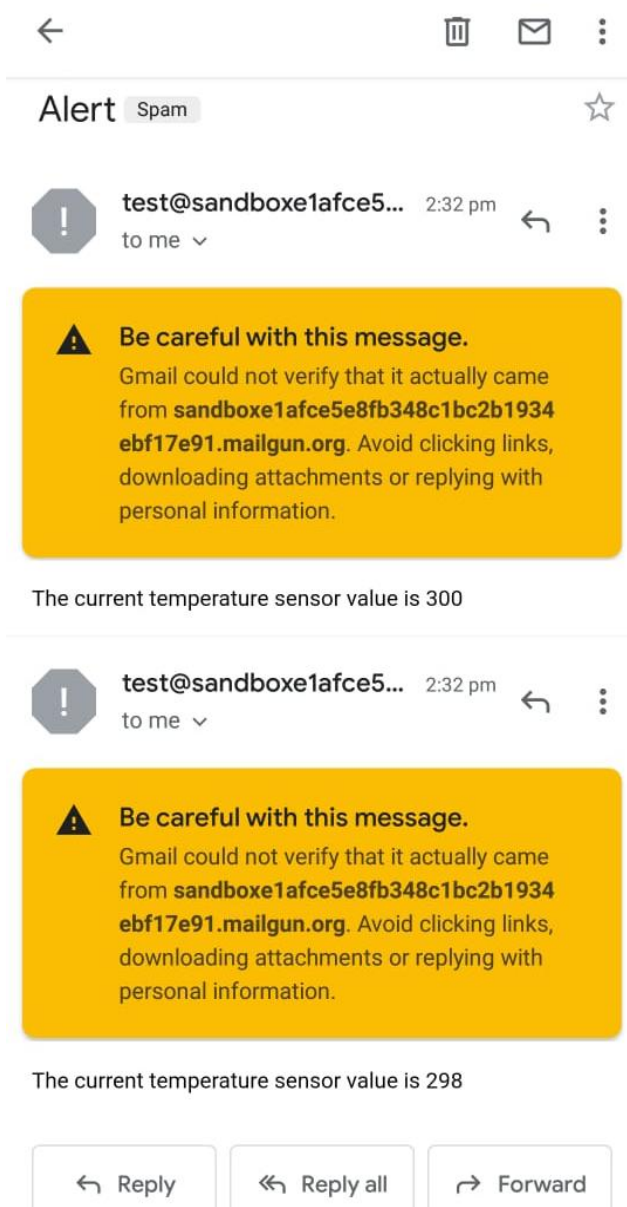 Alert Spam
test@sandboxe1afce5... 2:32 pm
to me
Be careful with this message.
Gmail could not verify that it actually came
from sandboxe1afce5e8fb348c1bc2b1934
ebf17e91.mailgun.org. Avoid clicking links,
downloading attachments or replying with
personal information.
The current temperature sensor value is 300
test@sandboxe1afce5... 2:32 pm
to me
Be careful with this message.
Gmail could not verify that it actually came
from sandboxe1afce5e8fb348c1bc2b1934
ebf17e91.mailgun.org. Avoid clicking links,
downloading attachments or replying with
personal information.
The current temperature sensor value is 298
Reply Reply all Forward